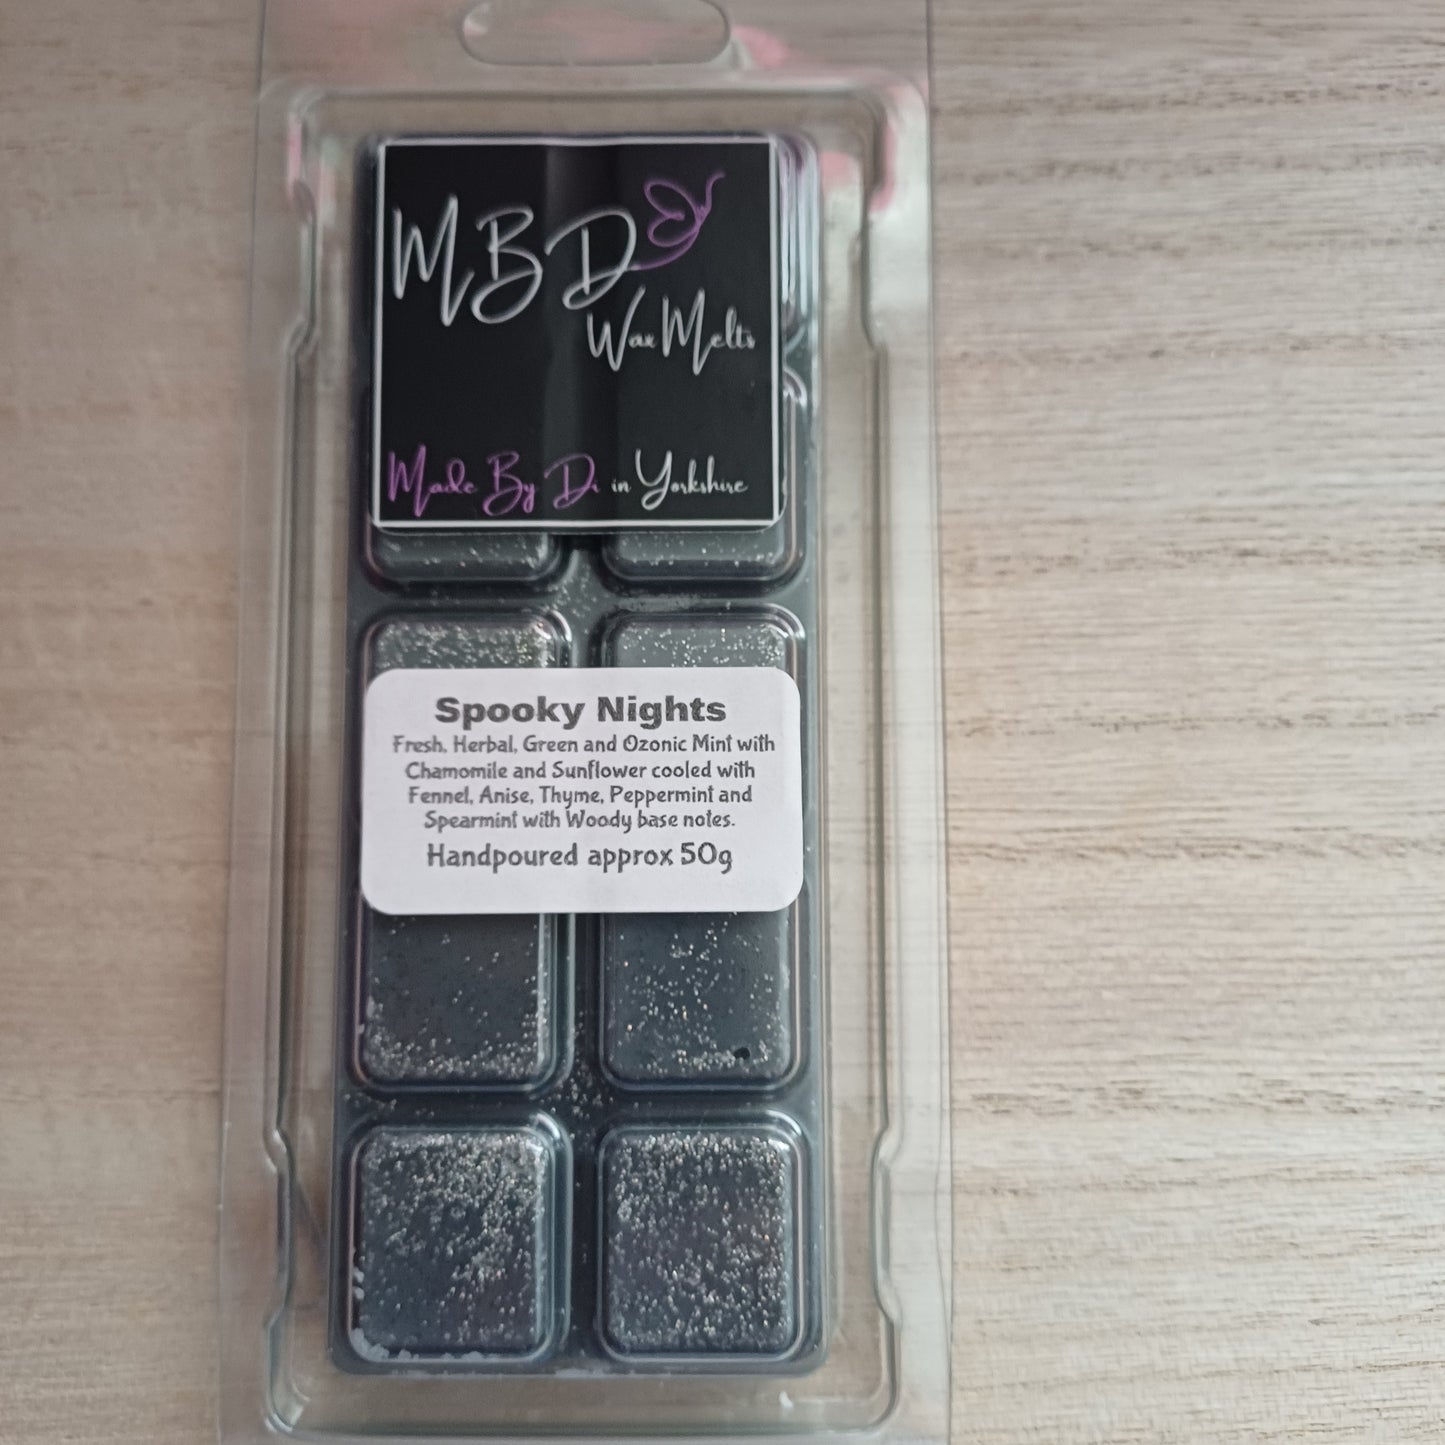 MBD
Wax Melts
Made By Di in Yorkshire
Spooky Nights
Fresh, Herbal, Green and Ozonic Mint with
Chamomile and Sunflower cooled with
Fennel, Anise, Thyme, Peppermint and
Spearmint with Woody base notes.
Handpoured approx 50g